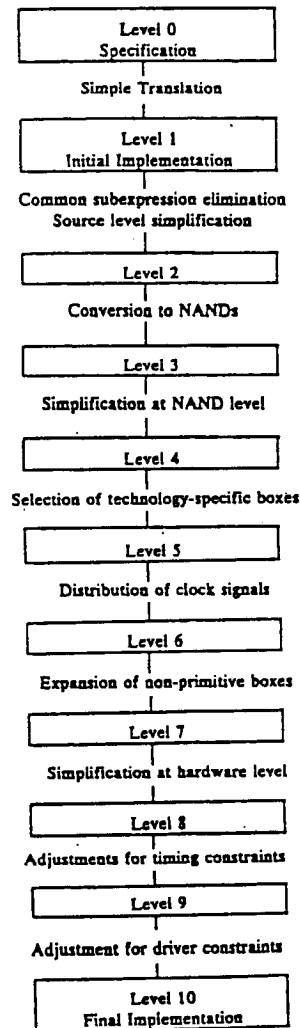 Level 0
Specification
Simple Translation
Level 1
Initial Implementation
Common subexpression elimination
Source level simplification
Level 2
Conversion to NANDs
Level 3
Simplification at NAND level
Level 4
Selection of technology-specific boxes
Level 5
Distribution of clock signals
Level 6
Expansion of non-primitive boxes
Level 7
Simplification at hardware level
Level 8
Adjustments for timing constraints
Level 9
Adjustment for driver constraints
Level 10
Final Implementation